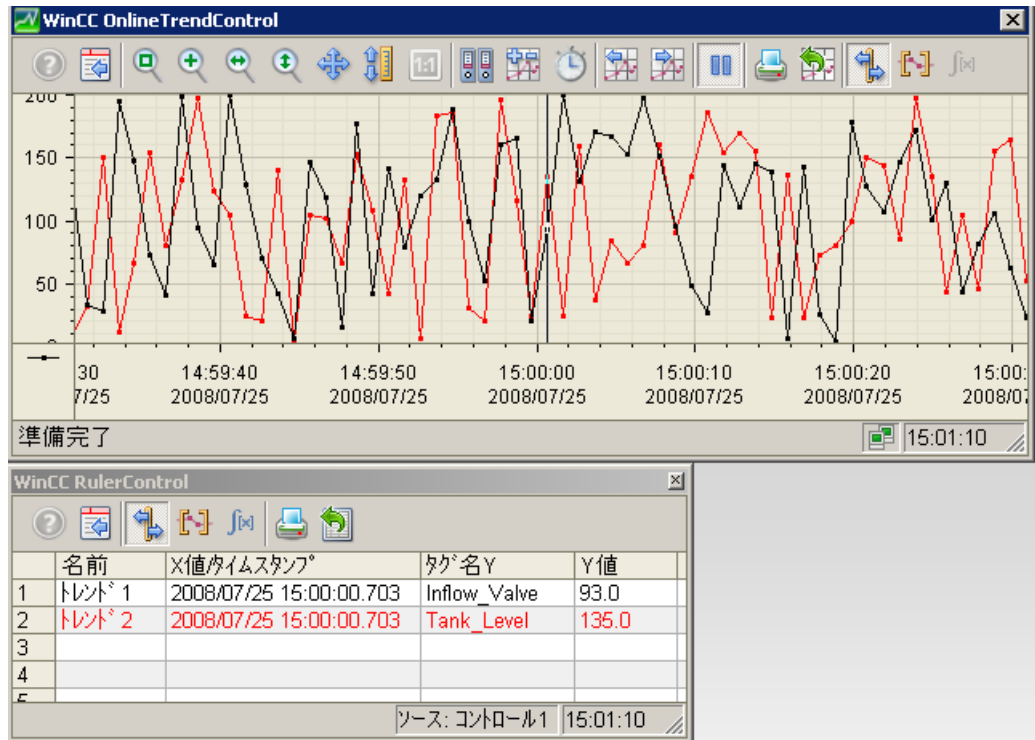 WinCC OnlineTrendControl
1:1
f(x)
200
150
100
50
30 14:59:40 14:59:50 15:00:00 15:00:10 15:00:20 15:00:
7/25 2008/07/25 2008/07/25 2008/07/25 2008/07/25 2008/07/25 2008/0
準備完了 15:01:10
WinCC RulerControl
名前 X値/タイムスタンプ タグ名Y Y値
1 トレンド 1 2008/07/25 15:00:00.703 Inflow_Valve 93.0
2 トレンド 2 2008/07/25 15:00:00.703 Tank_Level 135.0
3
4
ソース: コントロール1 15:01:10